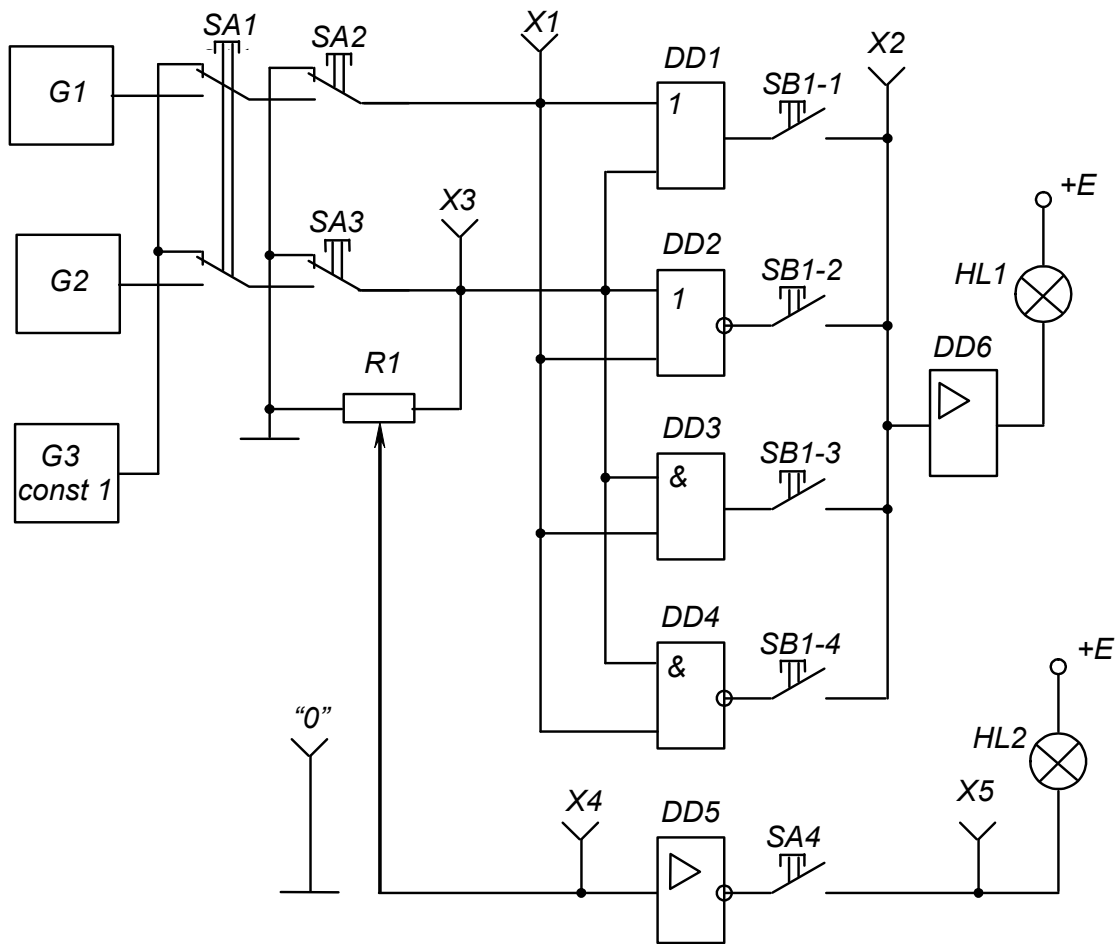 SA1
SA2
X1
DD1
X2
G1
1
SB1-1
+E
SA3
X3
DD2
SB1-2
G2
1
HL1
R1
DD6
G3
const 1
DD3
&
SB1-3
DD4
&
SB1-4
+E
“0”
HL2
X4
DD5
SA4
X5